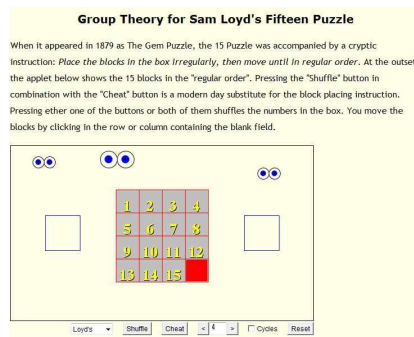 Group Theory for Sam Loyd's Fifteen Puzzle
When it appeared in 1879 as The Gem Puzzle, the 15 Puzzle was accompanied by a cryptic
instruction: Place the blocks in the box irregularly, then move until in regular order. At the outset
the applet below shows the 15 blocks in the "regular order". Pressing the "Shuffle" button in
combination with the "Cheat" button is a modern day substitute for the block placing instruction.
Pressing ether one of the buttons or both of them shuffles the numbers in the box. You move the
blocks by clicking in the row or column containing the blank field.
1 2 3 4
5 6 7 8
9 10 11 12
13 14 15
Loyd's Shuffle Cheat < 4 > Cycles Reset